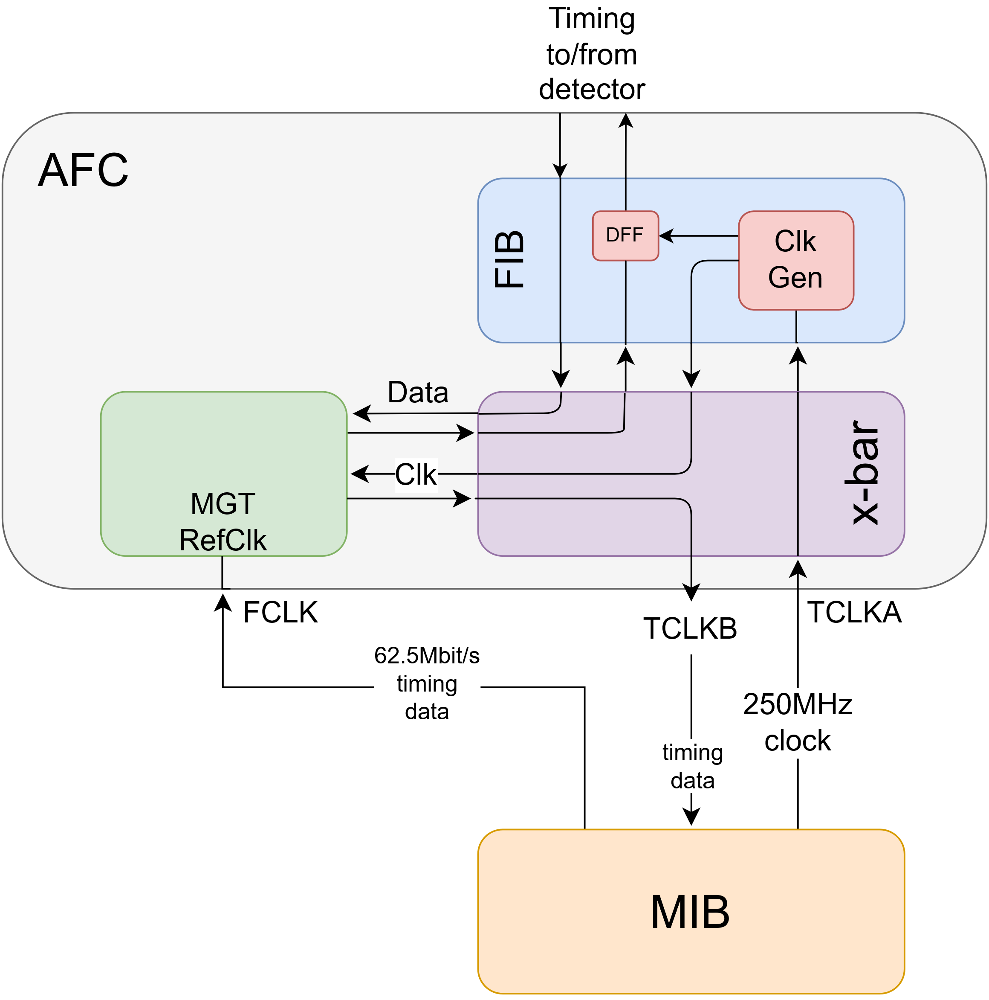 Timing
to/from
detector
AFC
FIB
DFF
Clk
Gen
Data
Clk
MGT
RefClk
x-bar
FCLK
TCLKB
TCLKA
62.5Mbit/s
timing
data
250MHz
clock
timing
data
MIB